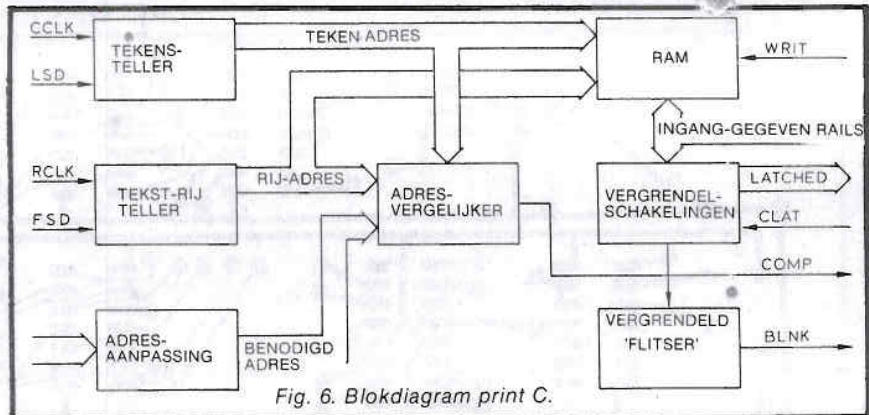 CCLK
LSD
TEKENS-
TELLER
TEKEN ADRES
RAM
WRIT
INGANG-GEGEVEN RAILS
RCLK
FSD
TEKST-RIJ
TELLER
RIJ-ADRES
ADRES-
VERGELIJKER
VERGRENDEL-
SCHAKELINGEN
LATCHED
CLAT
COMP
ADRES-
AANPASSING
BENODIGD
ADRES
VERGRENDELD
'FLITSER'
BLNK
Fig. 6. Blokdiagram print C.